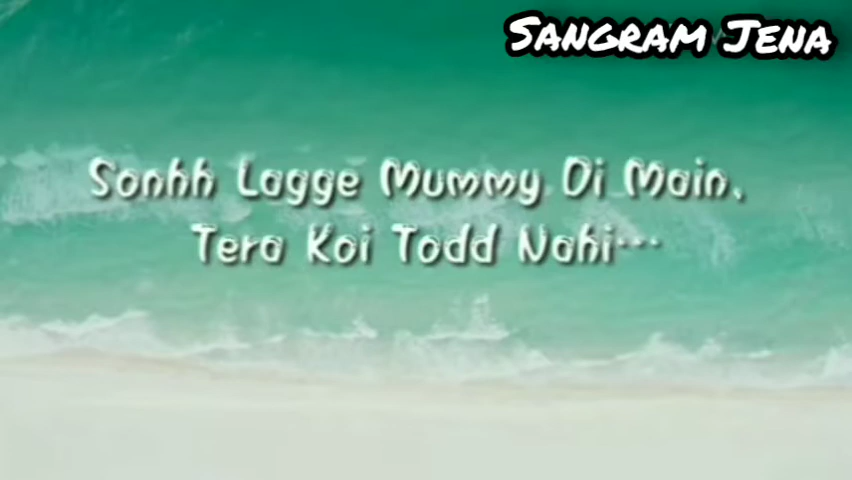 Sangram Jena
Sonhh Lagge Mummy Di Main,
Tera Koi Todd Nahi...